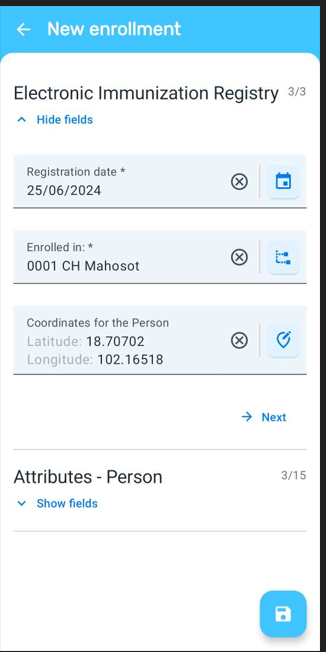 New enrollment
Electronic Immunization Registry 3/3
Hide fields
Registration date *
25/06/2024
Enrolled in: *
0001 CH Mahosot
Coordinates for the Person
Latitude: 18.70702
Longitude: 102.16518
Next
Attributes - Person 3/15
Show fields